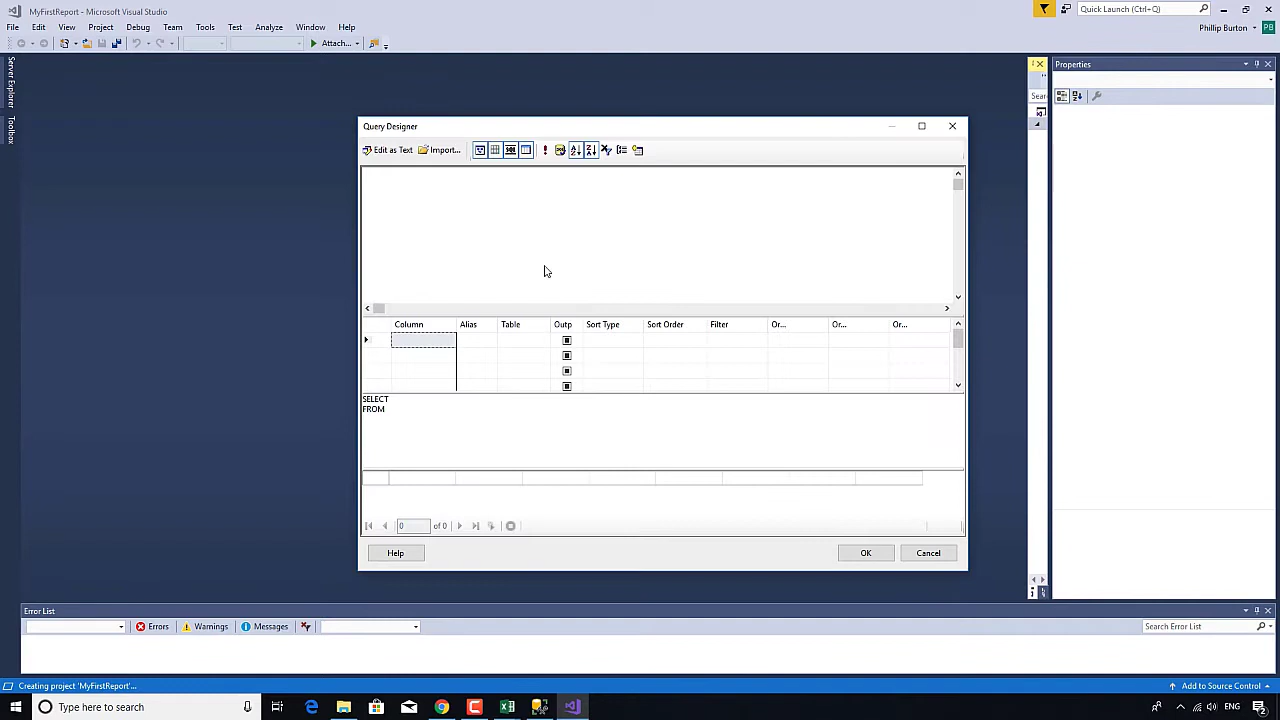 MyFirstReport - Microsoft Visual Studio
Quick Launch (Ctrl+Q)
File Edit View Project Debug Team Tools Test Analyze Window Help
Phillip Burton PB
Attach...
Server Explorer
Toolbox
Properties
Query Designer
Edit as Text Import...
Column Alias Table Outp Sort Type Sort Order Filter Or... Or... Or...
SELECT
FROM
0 of 0
Help OK Cancel
Error List
Errors Warnings Messages Search Error List
Creating project 'MyFirstReport'... Add to Source Control
Type here to search
ENG